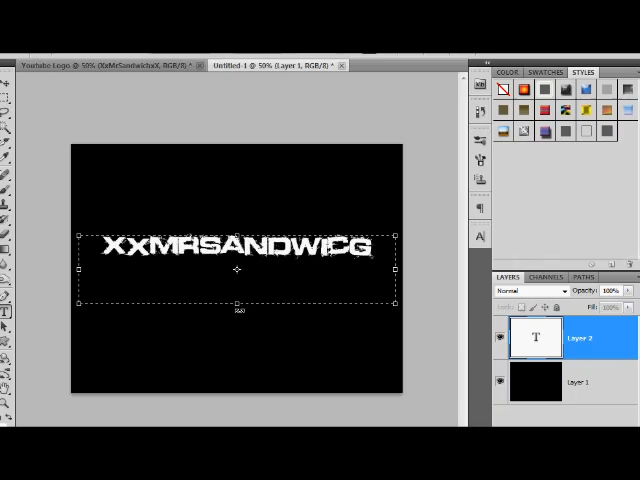 Youtube Logo @ 50% (XxMrSandwichxX, RGB/8) *
Untitled-1 @ 50% (Layer 1, RGB/8) *
COLOR SWATCHES STYLES
XXMRSANDWICG
LAYERS CHANNELS PATHS
Normal Opacity: 100%
Lock: Fill: 100%
T Layer 2
Layer 1